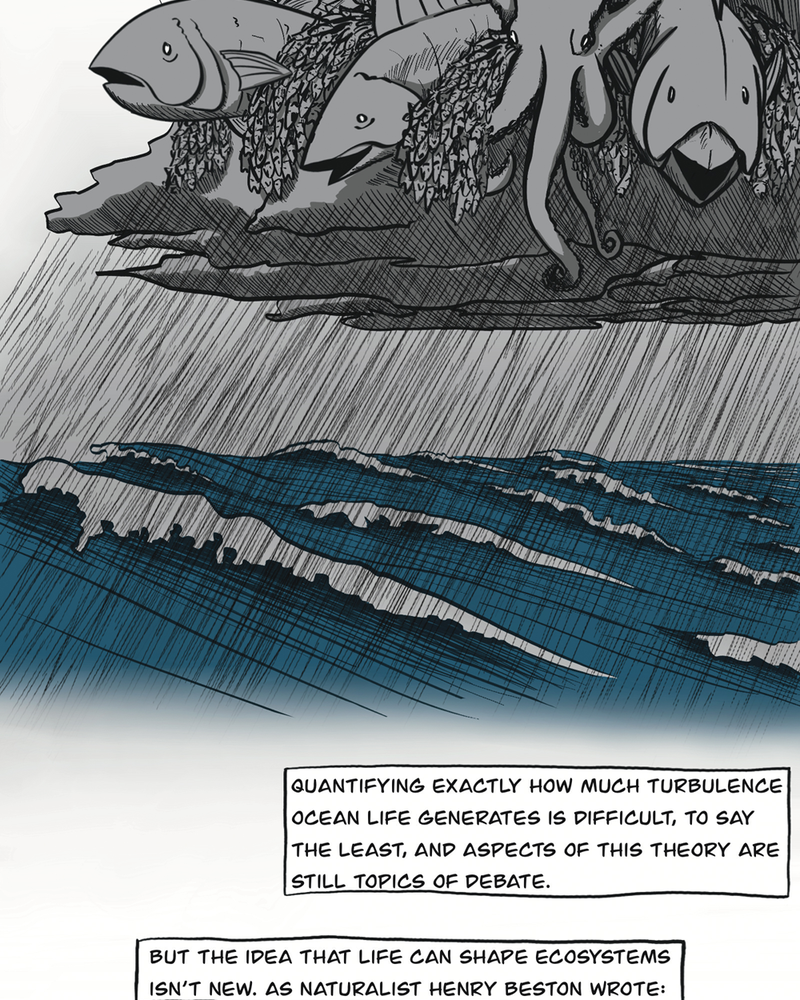 QUANTIFYING EXACTLY HOW MUCH TURBULENCE
OCEAN LIFE GENERATES IS DIFFICULT, TO SAY
THE LEAST, AND ASPECTS OF THIS THEORY ARE
STILL TOPICS OF DEBATE.
BUT THE IDEA THAT LIFE CAN SHAPE ECOSYSTEMS
ISN'T NEW. AS NATURALIST HENRY BESTON WROTE: